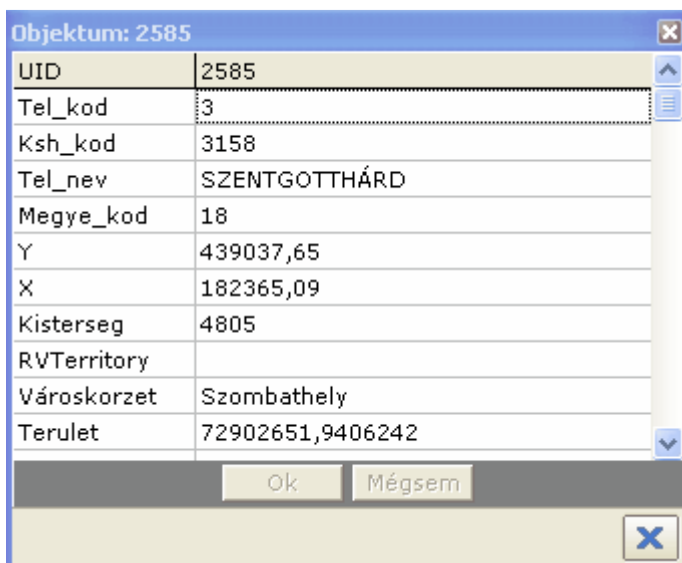 Objektum: 2585
UID 2585
Tel_kod 3
Ksh_kod 3158
Tel_nev SZENTGOTTHÁRD
Megye_kod 18
Y 439037,65
X 182365,09
Kisterseg 4805
RVTerritory
Városkorzet Szombathely
Terulet 72902651,9406242
Ok Mégsem